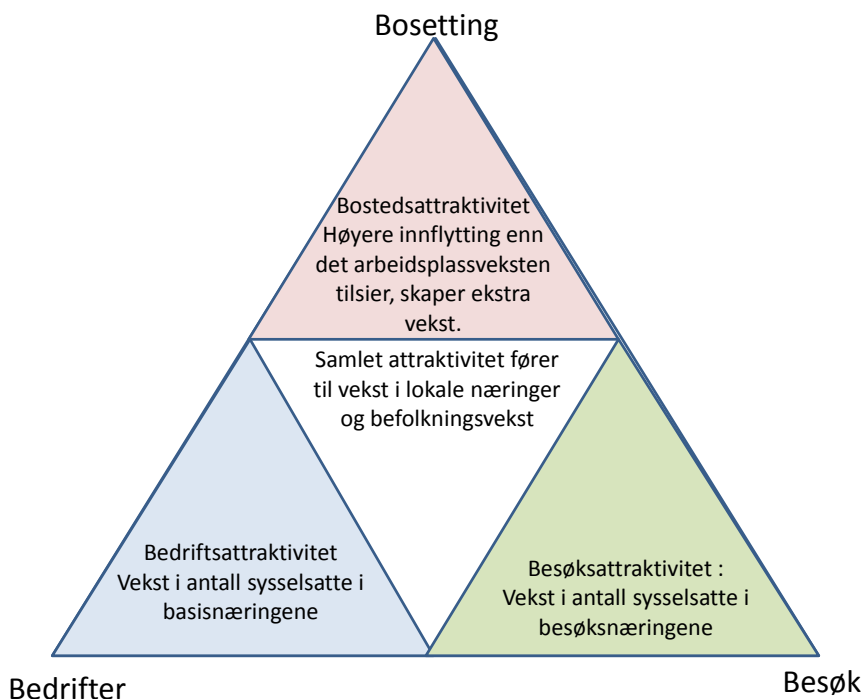 Bosetting
Bostedsattraktivitet
Høyere innflytting enn
det arbeidsplassveksten
tilsier, skaper ekstra
vekst.
Samlet attraktivitet fører
til vekst i lokale næringer
og befolkningsvekst
Bedriftsattraktivitet
Vekst i antall sysselsatte i
basisnæringene
Besøksattraktivitet :
Vekst i antall sysselsatte i
besøksnæringene
Bedrifter
Besøk